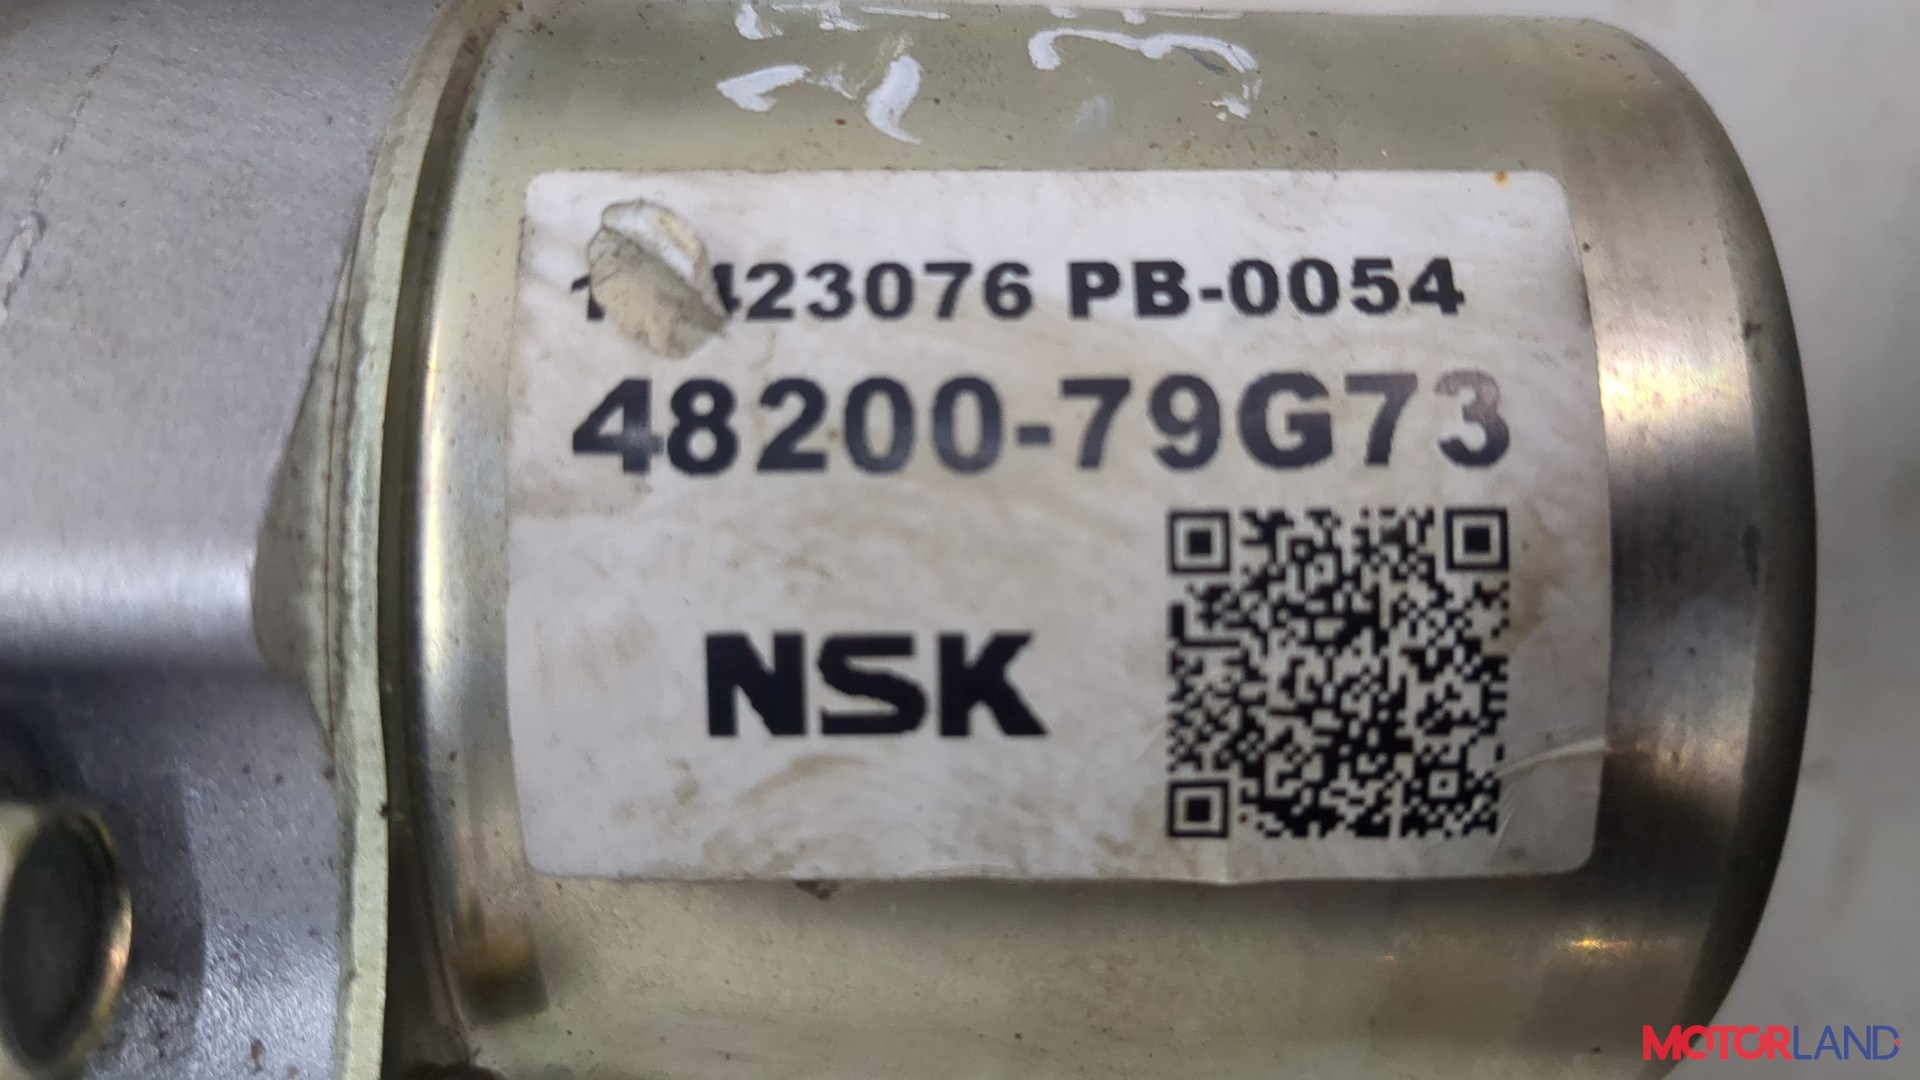 423076 PB-0054
48200-79G73
NSK
MOTORLAND